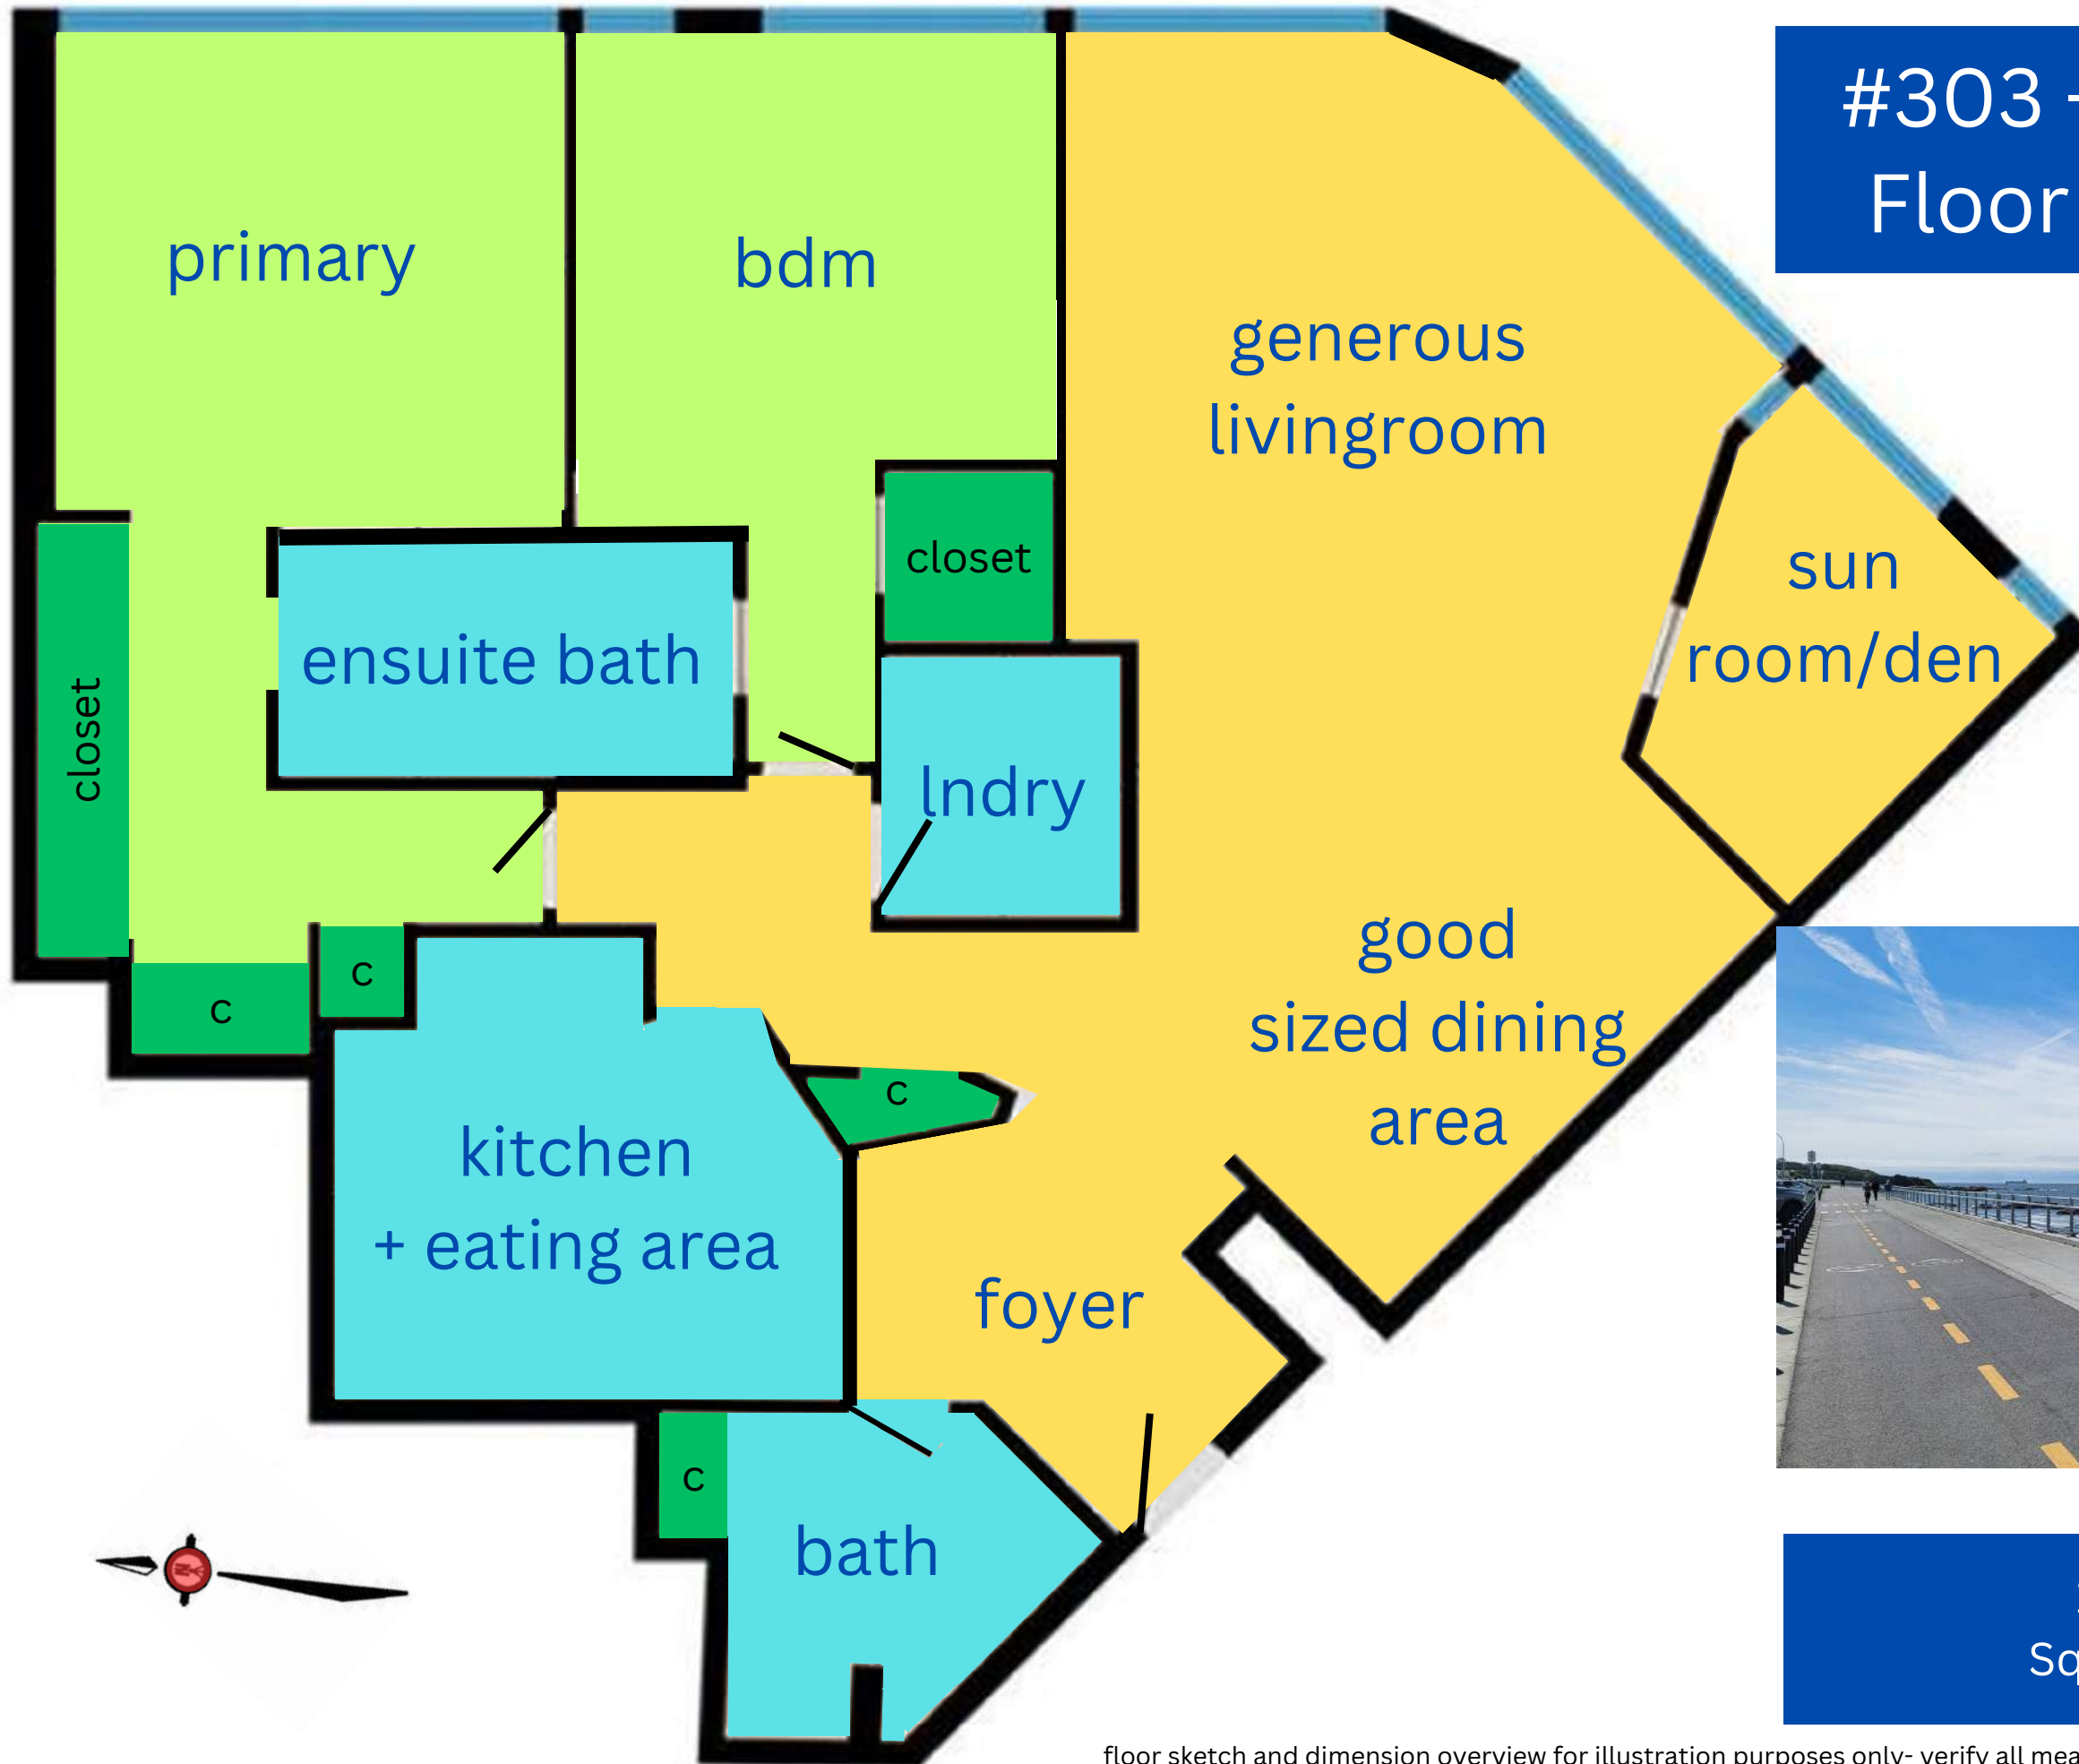 #303 -
Floor
primary
bdm
generous
livingroom
sun
room/den
closet
ensuite bath
closet
lndry
good
sized dining
area
c
c
c
kitchen
+ eating area
foyer
c
bath
Sq
floor sketch and dimension overview for illustration purposes only- verify all mea